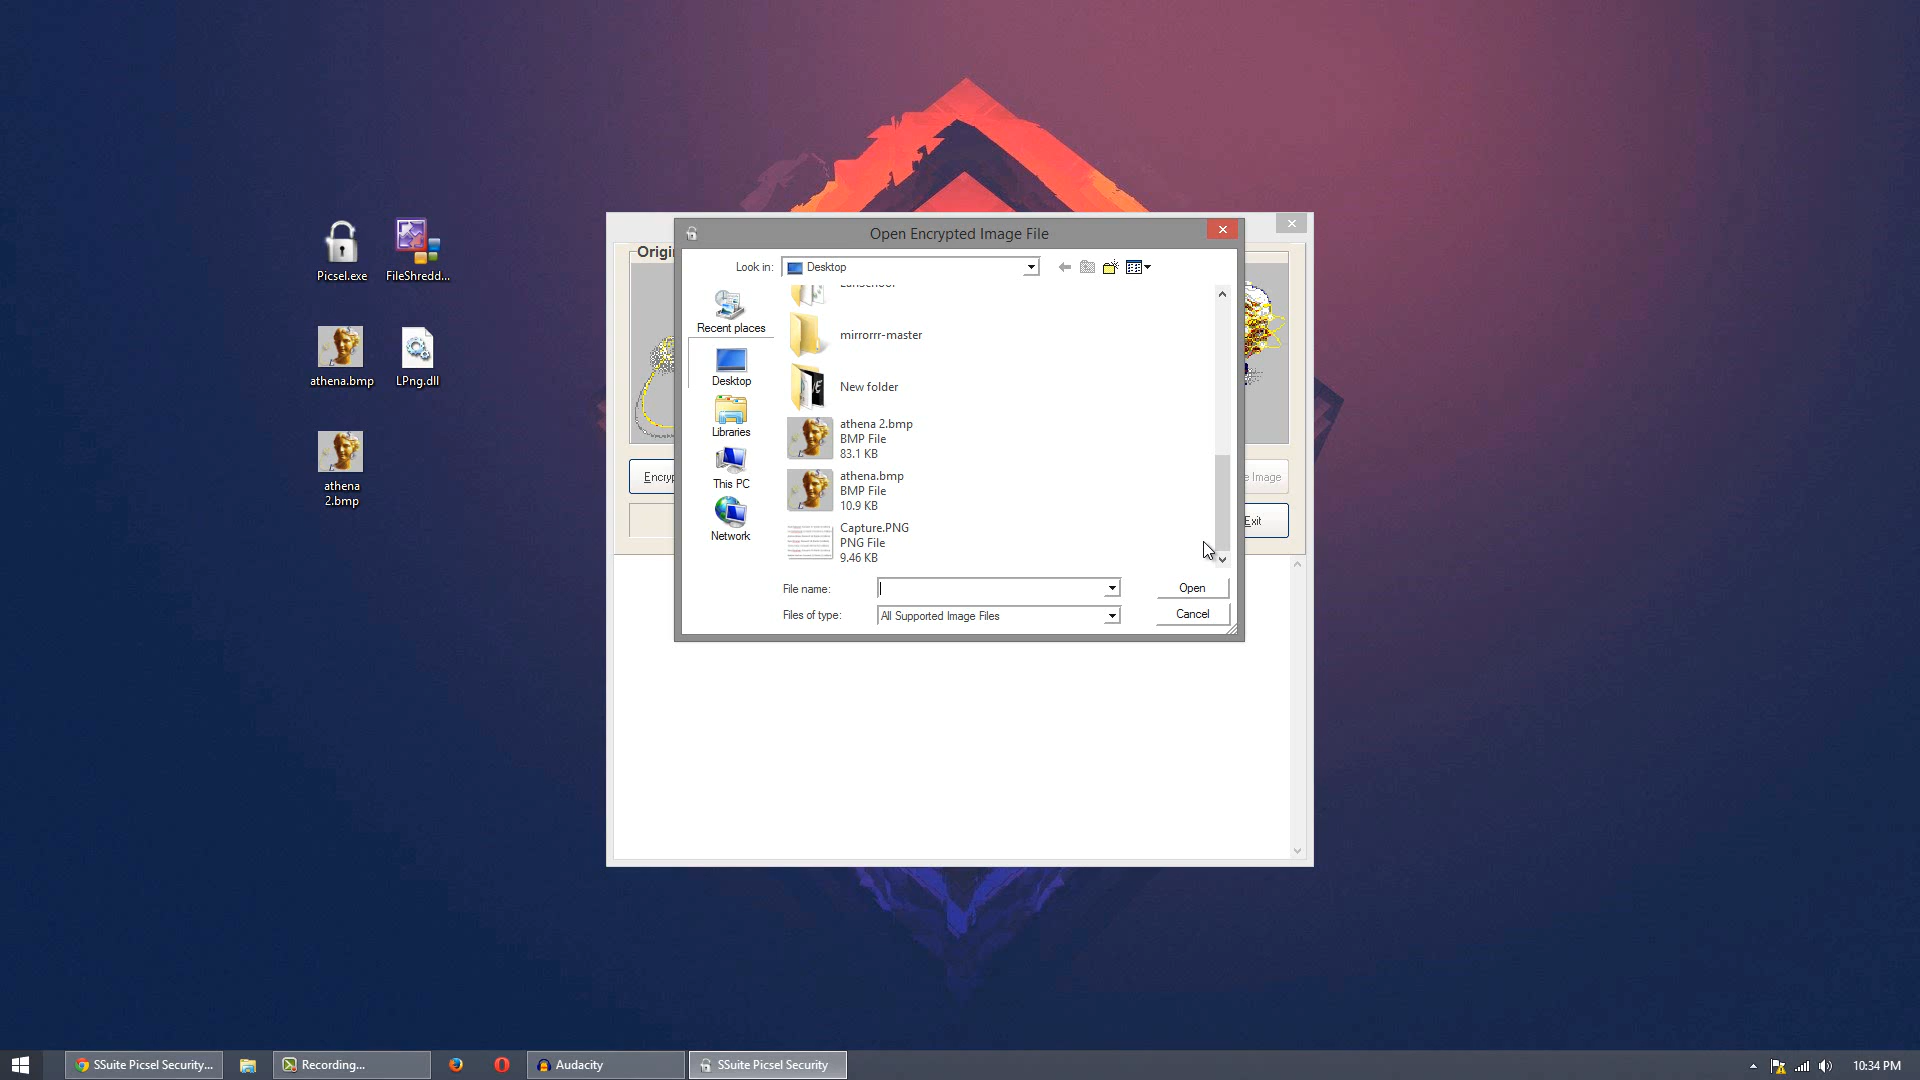 Picsel.exe
FileShredd...
athena.bmp
LPng.dll
athena
2.bmp
Open Encrypted Image File
Look in:
Desktop
Recent places
Desktop
Libraries
This PC
Network
mirrorrr-master
New folder
athena 2.bmp
BMP File
83.1 KB
athena.bmp
BMP File
10.9 KB
Capture.PNG
PNG File
9.46 KB
File name:
Open
Files of type:
All Supported Image Files
Cancel
Origi
Encryp
e Image
Exit
SSuite Picsel Security...
Recording...
Audacity
SSuite Picsel Security
10:34 PM